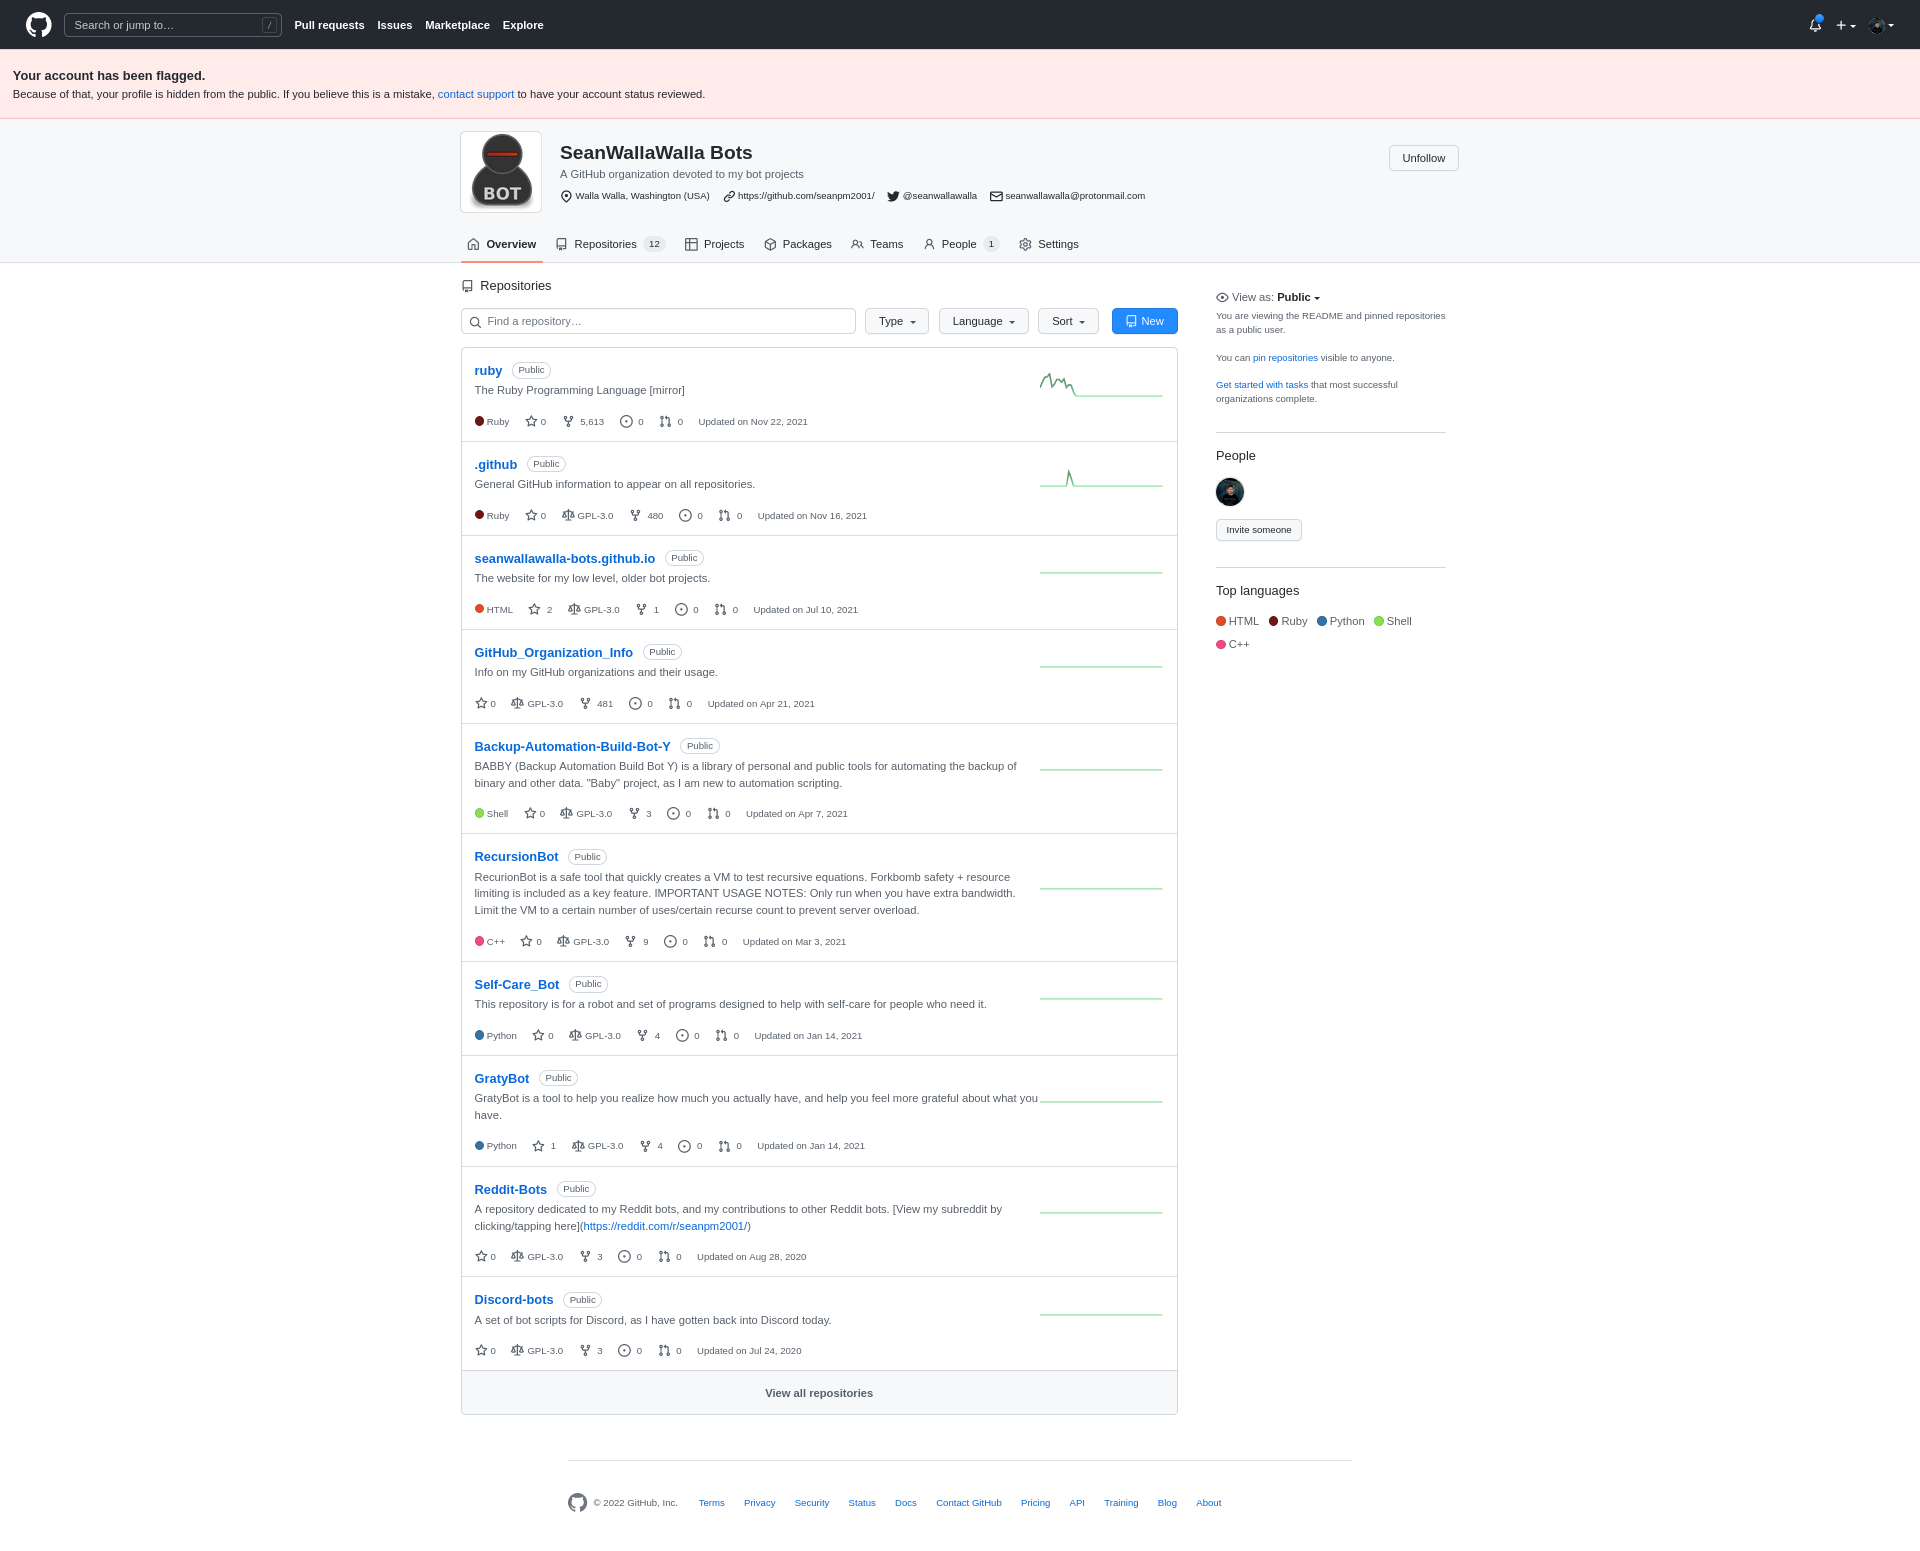 Search or jump to… /
Pull requests Issues Marketplace Explore
Your account has been flagged.
Because of that, your profile is hidden from the public. If you believe this is a mistake, contact support to have your account status reviewed.
BOT
SeanWallaWalla Bots
A GitHub organization devoted to my bot projects
Walla Walla, Washington (USA) https://github.com/seanpm2001/ @seanwallawalla seanwallawalla@protonmail.com
Unfollow
Overview Repositories 12 Projects Packages Teams People 1 Settings
Repositories
Find a repository… Type Language Sort New
ruby Public
The Ruby Programming Language [mirror]
Ruby 0 5,613 0 0 Updated on Nov 22, 2021
.github Public
General GitHub information to appear on all repositories.
Ruby 0 GPL-3.0 480 0 0 Updated on Nov 16, 2021
seanwallawalla-bots.github.io Public
The website for my low level, older bot projects.
HTML 2 GPL-3.0 1 0 0 Updated on Jul 10, 2021
GitHub_Organization_Info Public
Info on my GitHub organizations and their usage.
0 GPL-3.0 481 0 0 Updated on Apr 21, 2021
Backup-Automation-Build-Bot-Y Public
BABBY (Backup Automation Build Bot Y) is a library of personal and public tools for automating the backup of
binary and other data. "Baby" project, as I am new to automation scripting.
Shell 0 GPL-3.0 3 0 0 Updated on Apr 7, 2021
RecursionBot Public
RecurionBot is a safe tool that quickly creates a VM to test recursive equations. Forkbomb safety + resource
limiting is included as a key feature. IMPORTANT USAGE NOTES: Only run when you have extra bandwidth.
Limit the VM to a certain number of uses/certain recurse count to prevent server overload.
C++ 0 GPL-3.0 9 0 0 Updated on Mar 3, 2021
Self-Care_Bot Public
This repository is for a robot and set of programs designed to help with self-care for people who need it.
Python 0 GPL-3.0 4 0 0 Updated on Jan 14, 2021
GratyBot Public
GratyBot is a tool to help you realize how much you actually have, and help you feel more grateful about what you
have.
Python 1 GPL-3.0 4 0 0 Updated on Jan 14, 2021
Reddit-Bots Public
A repository dedicated to my Reddit bots, and my contributions to other Reddit bots. [View my subreddit by
clicking/tapping here](https://reddit.com/r/seanpm2001/)
0 GPL-3.0 3 0 0 Updated on Aug 28, 2020
Discord-bots Public
A set of bot scripts for Discord, as I have gotten back into Discord today.
0 GPL-3.0 3 0 0 Updated on Jul 24, 2020
View all repositories
View as: Public
You are viewing the README and pinned repositories
as a public user.
You can pin repositories visible to anyone.
Get started with tasks that most successful
organizations complete.
People
Invite someone
Top languages
HTML Ruby Python Shell
C++
© 2022 GitHub, Inc. Terms Privacy Security Status Docs Contact GitHub Pricing API Training Blog About